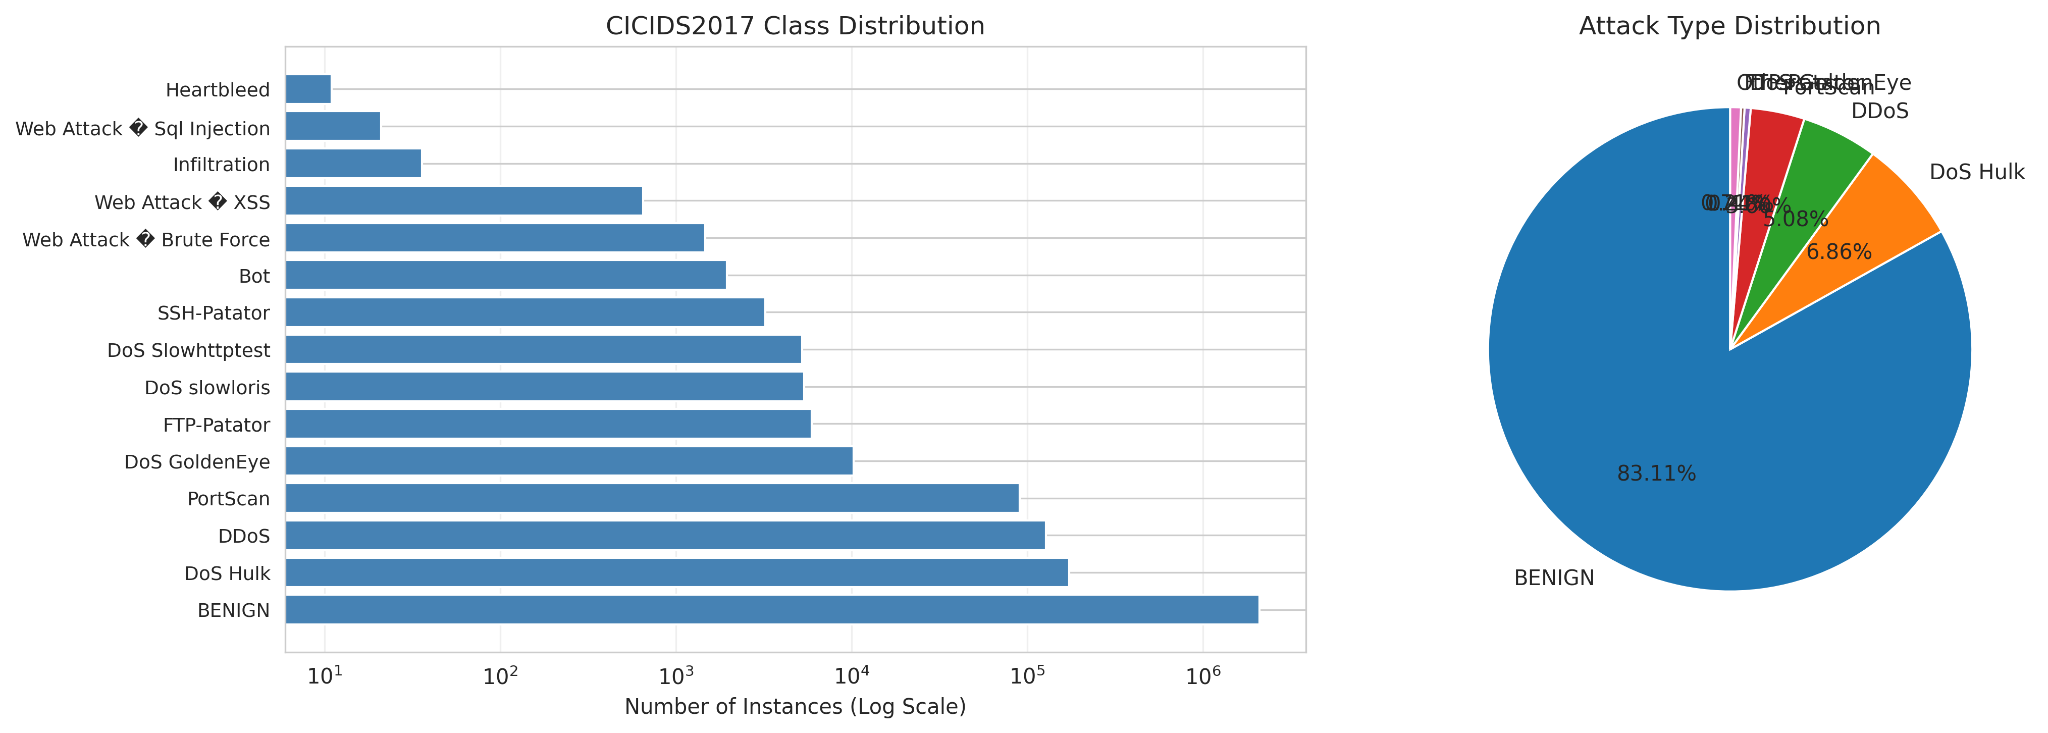 CICIDS2017 Class Distribution
Heartbleed
Web Attack � Sql Injection
Infiltration
Web Attack � XSS
Web Attack � Brute Force
Bot
SSH-Patator
DoS Slowhttptest
DoS slowloris
FTP-Patator
DoS GoldenEye
PortScan
DDoS
DoS Hulk
BENIGN
10¹
10²
10³
10⁴
10⁵
10⁶
Number of Instances (Log Scale)
Attack Type Distribution
PortScan
DDoS
DoS Hulk
5.08%
6.86%
83.11%
BENIGN